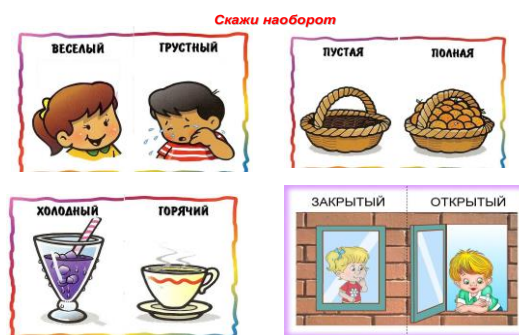 Скажи наоборот
ВЕСЕЛЫЙ ГРУСТНЫЙ
ПУСТАЯ ПОЛНАЯ
ХОЛОДНЫЙ ГОРЯЧИЙ
ЗАКРЫТЫЙ ОТКРЫТЫЙ